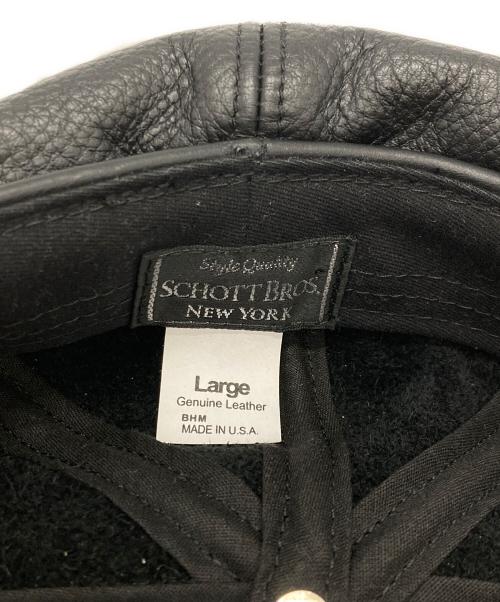 Style Quality
SCHOTT BROS.
NEW YORK
Large
Genuine Leather
BHM
MADE IN U.S.A.